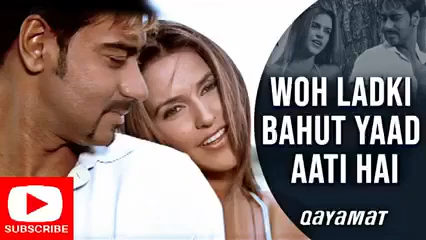 WOH LADKI
BAHUT YAAD
AATI HAI
QAYAMAT
SUBSCRIBE